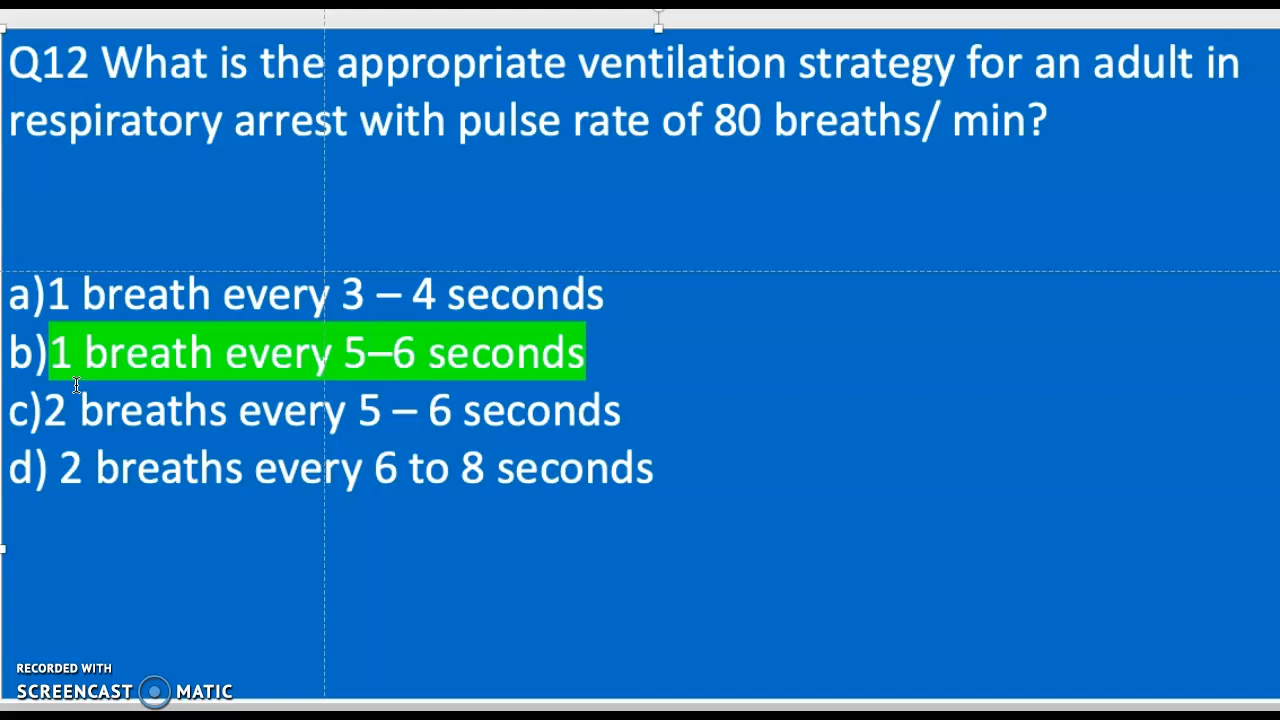 Q12 What is the appropriate ventilation strategy for an adult in
respiratory arrest with pulse rate of 80 breaths/ min?
a)1 breath every 3 – 4 seconds
b)1 breath every 5–6 seconds
c)2 breaths every 5 – 6 seconds
d) 2 breaths every 6 to 8 seconds
RECORDED WITH
SCREENCAST MATIC